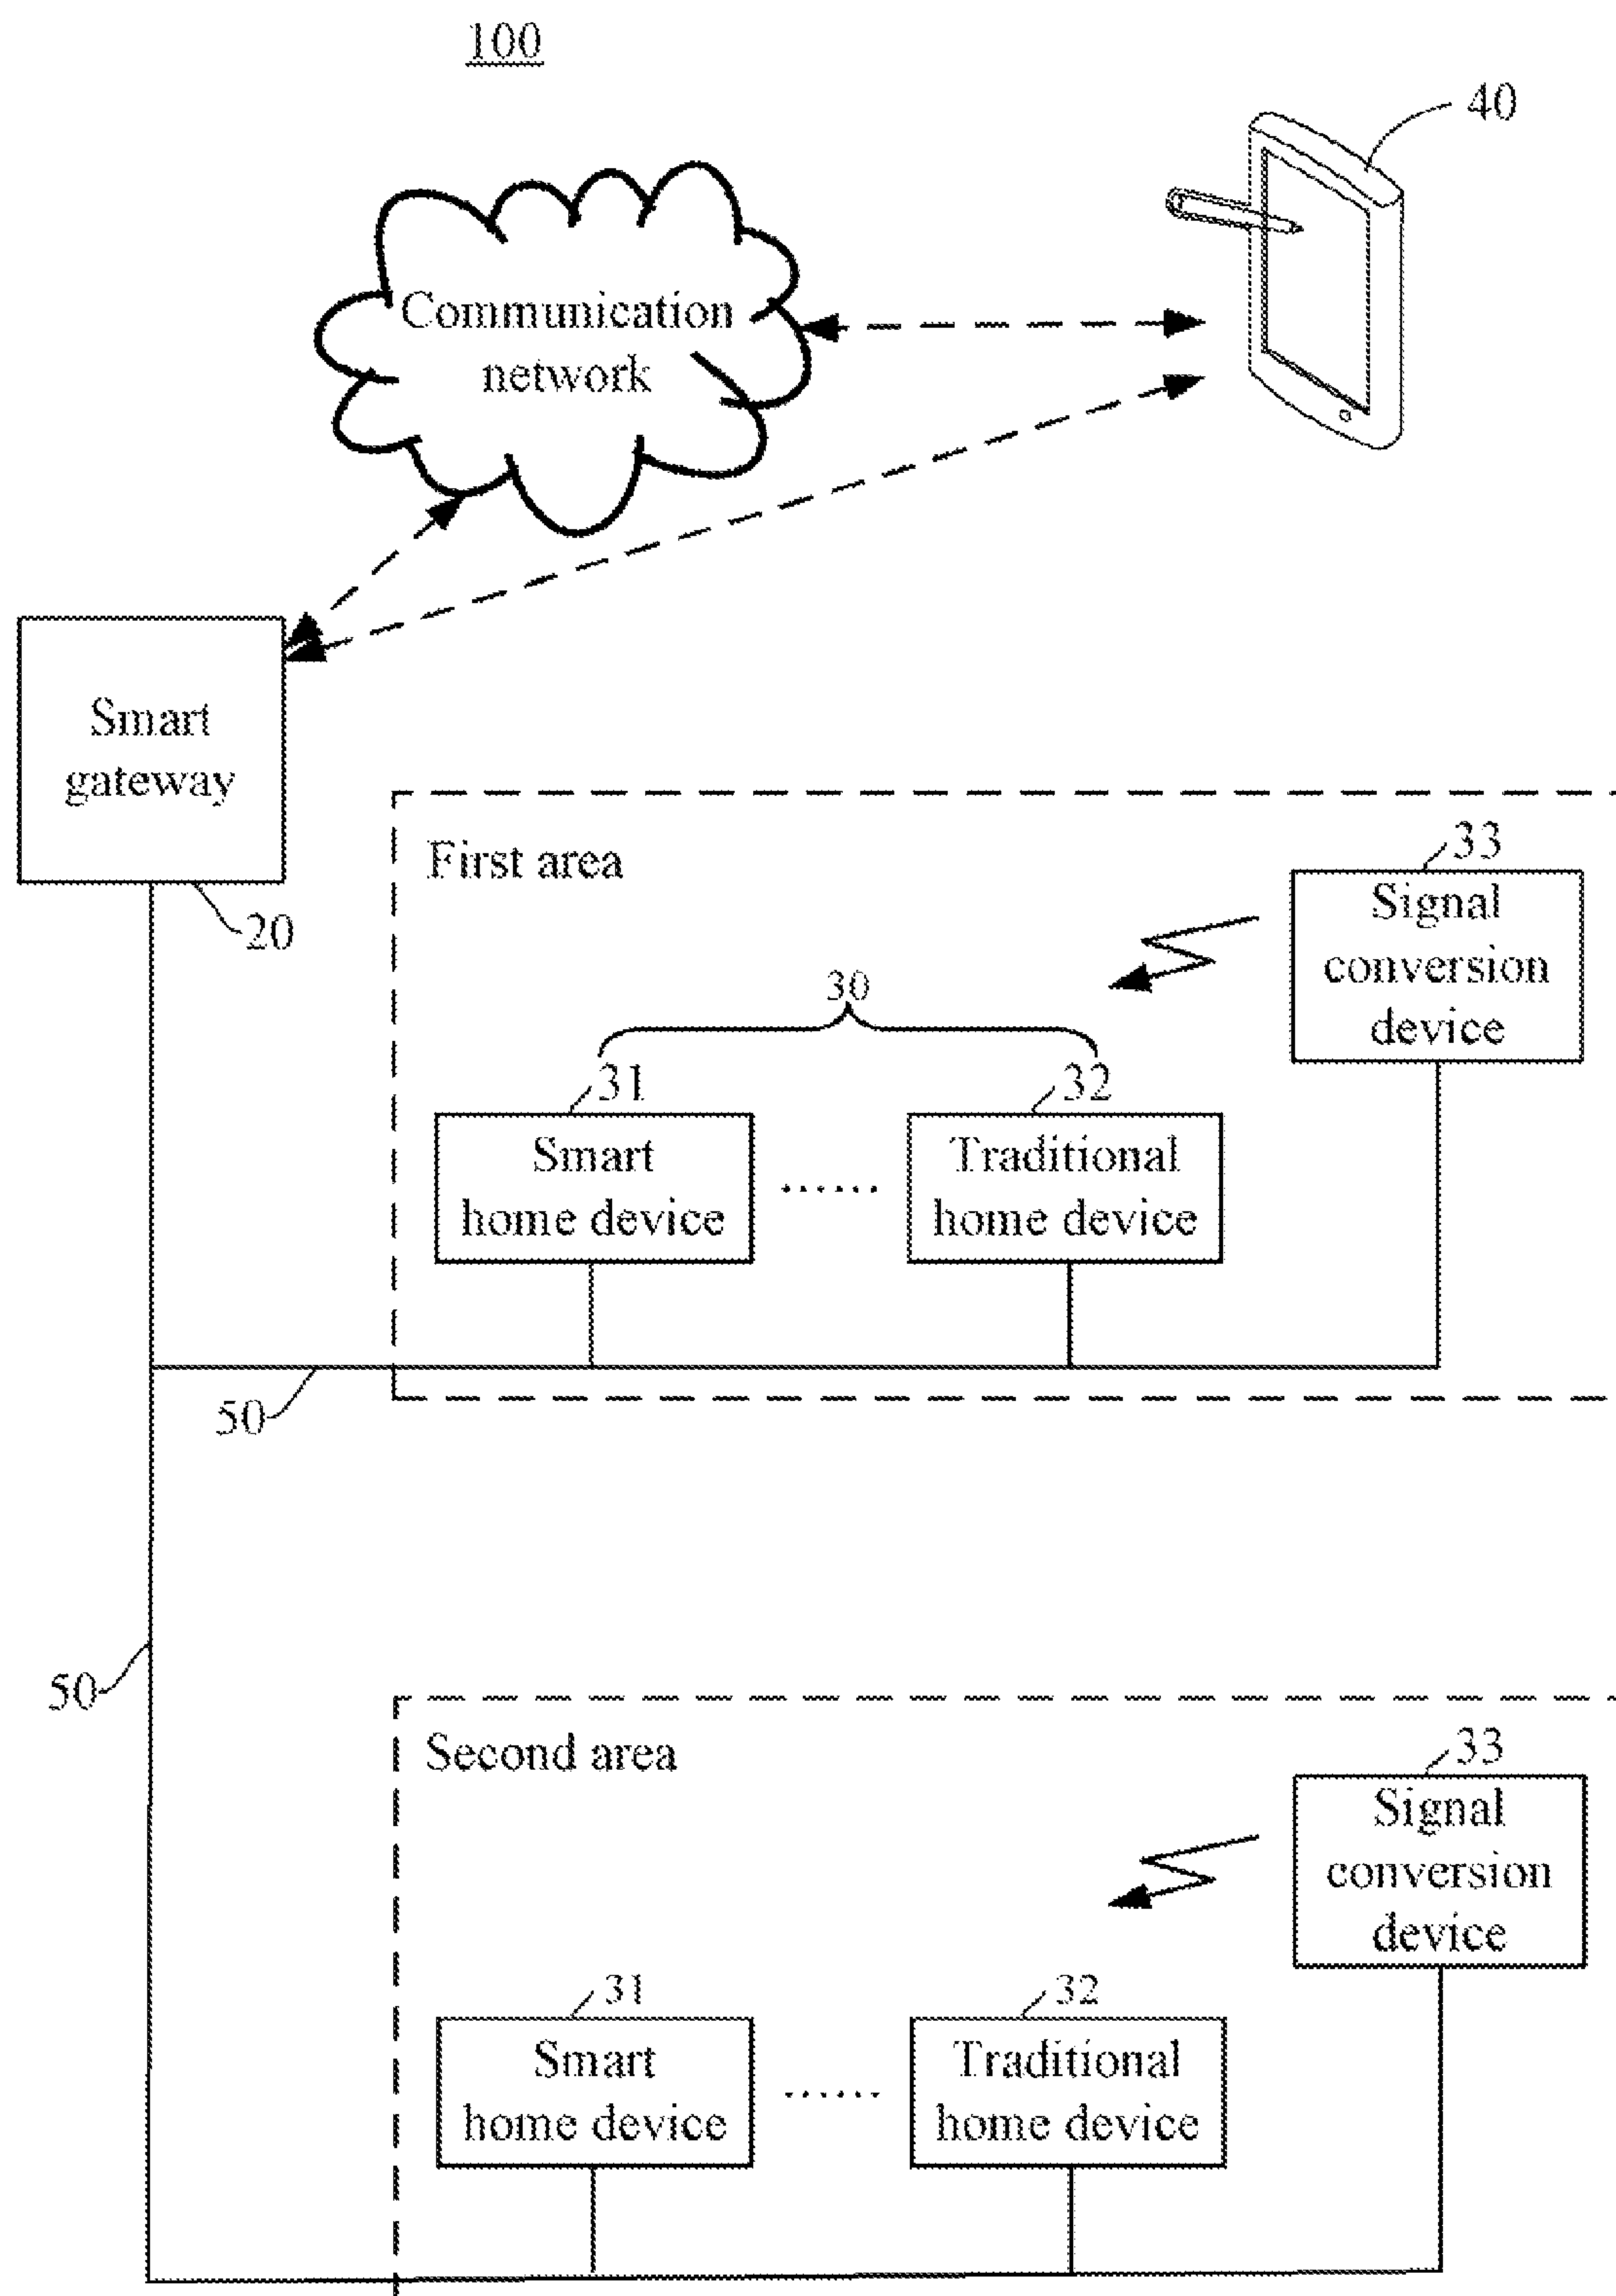 100
40
Communication
network
Smart
gateway
20
First area
33
Signal
conversion
device
30
31
32
Smart
home device
......
Traditional
home device
50
50
Second area
33
Signal
conversion
device
31
32
Smart
home device
......
Traditional
home device